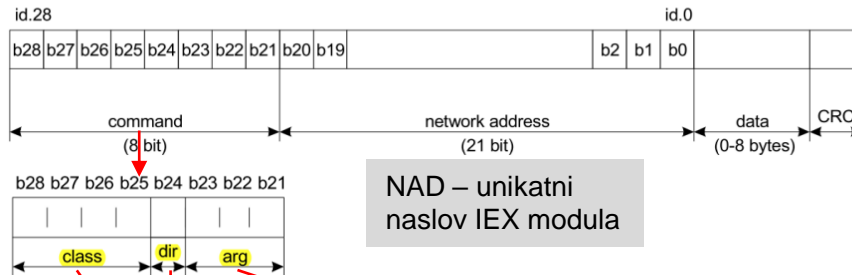 id.28 id.0
b28 b27 b26 b25 b24 b23 b22 b21 b20 b19 b2 b1 b0
command network address data CRC
(8 bit) (21 bit) (0-8 bytes)
b28 b27 b26 b25 b24 b23 b22 b21
NAD – unikatni
naslov IEX modula
class dir arg